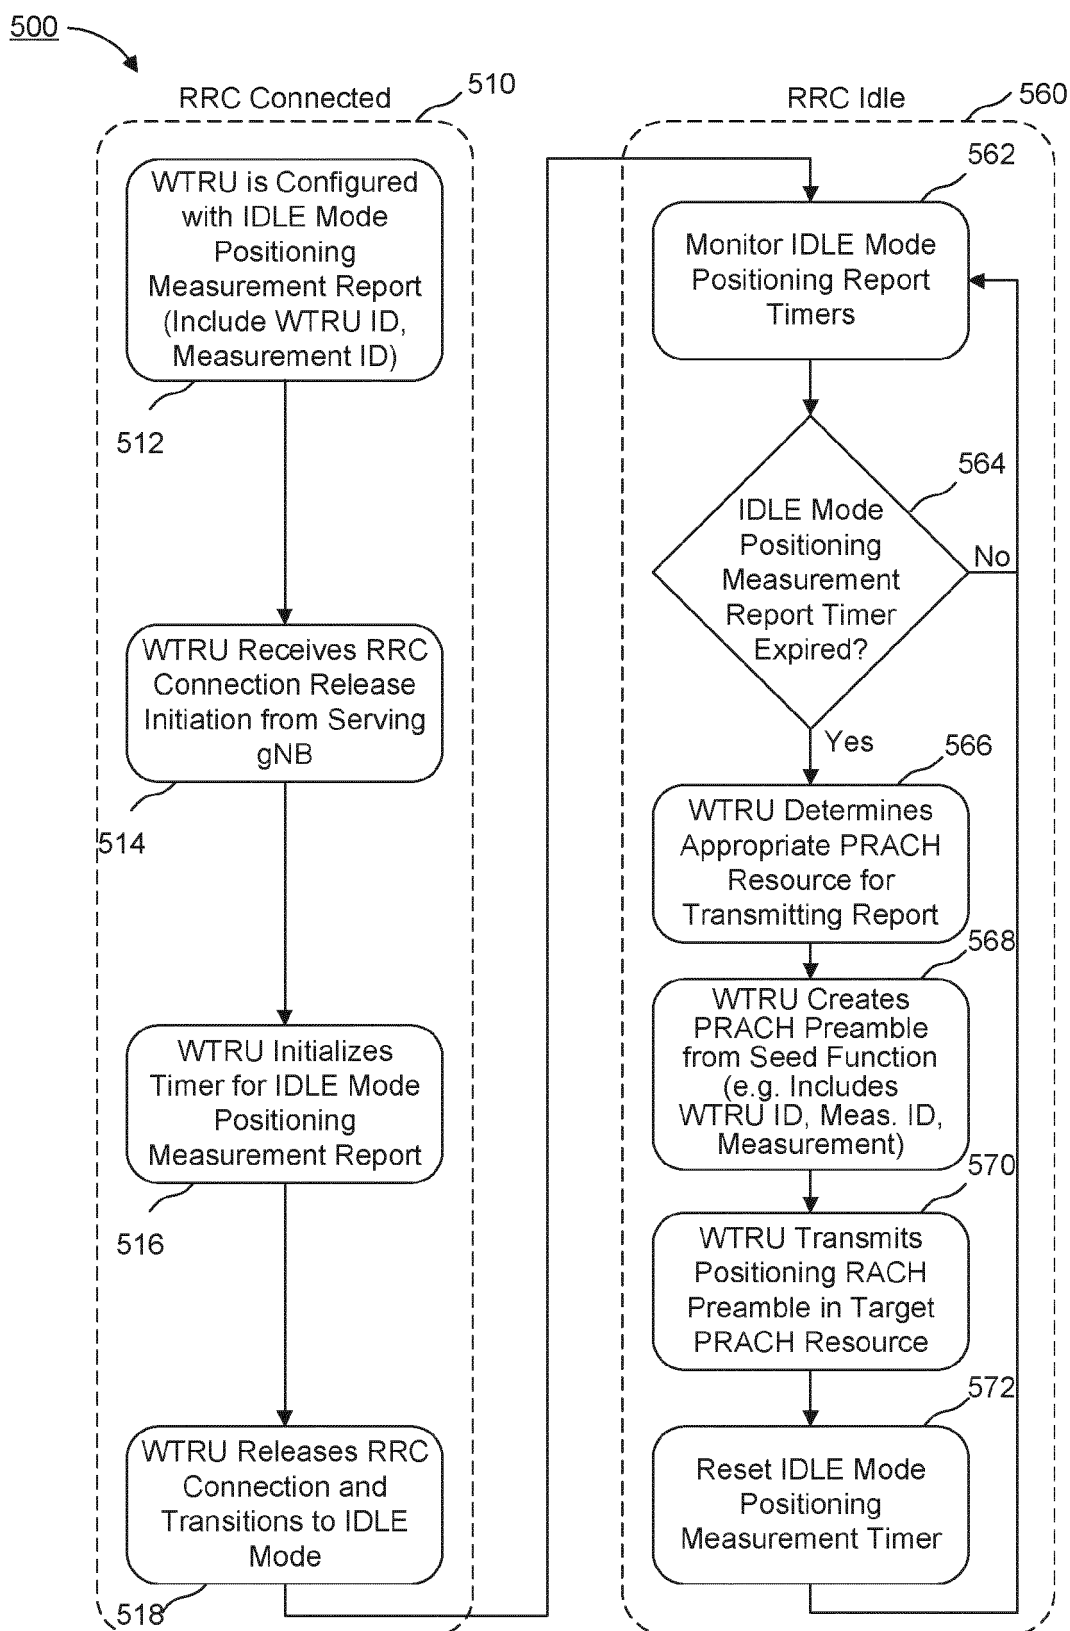 500
RRC Connected
510
WTRU is Configured
with IDLE Mode
Positioning
Measurement Report
(Include WTRU ID,
Measurement ID)
512
WTRU Receives RRC
Connection Release
Initiation from Serving
gNB
514
WTRU Initializes
Timer for IDLE Mode
Positioning
Measurement Report
516
WTRU Releases RRC
Connection and
Transitions to IDLE
Mode
518
RRC Idle
560
562
Monitor IDLE Mode
Positioning Report
Timers
564
IDLE Mode
Positioning
Measurement
Report Timer
Expired?
No
Yes
566
WTRU Determines
Appropriate PRACH
Resource for
Transmitting Report
568
WTRU Creates
PRACH Preamble
from Seed Function
(e.g. Includes
WTRU ID, Meas. ID,
Measurement)
570
WTRU Transmits
Positioning RACH
Preamble in Target
PRACH Resource
572
Reset IDLE Mode
Positioning
Measurement Timer